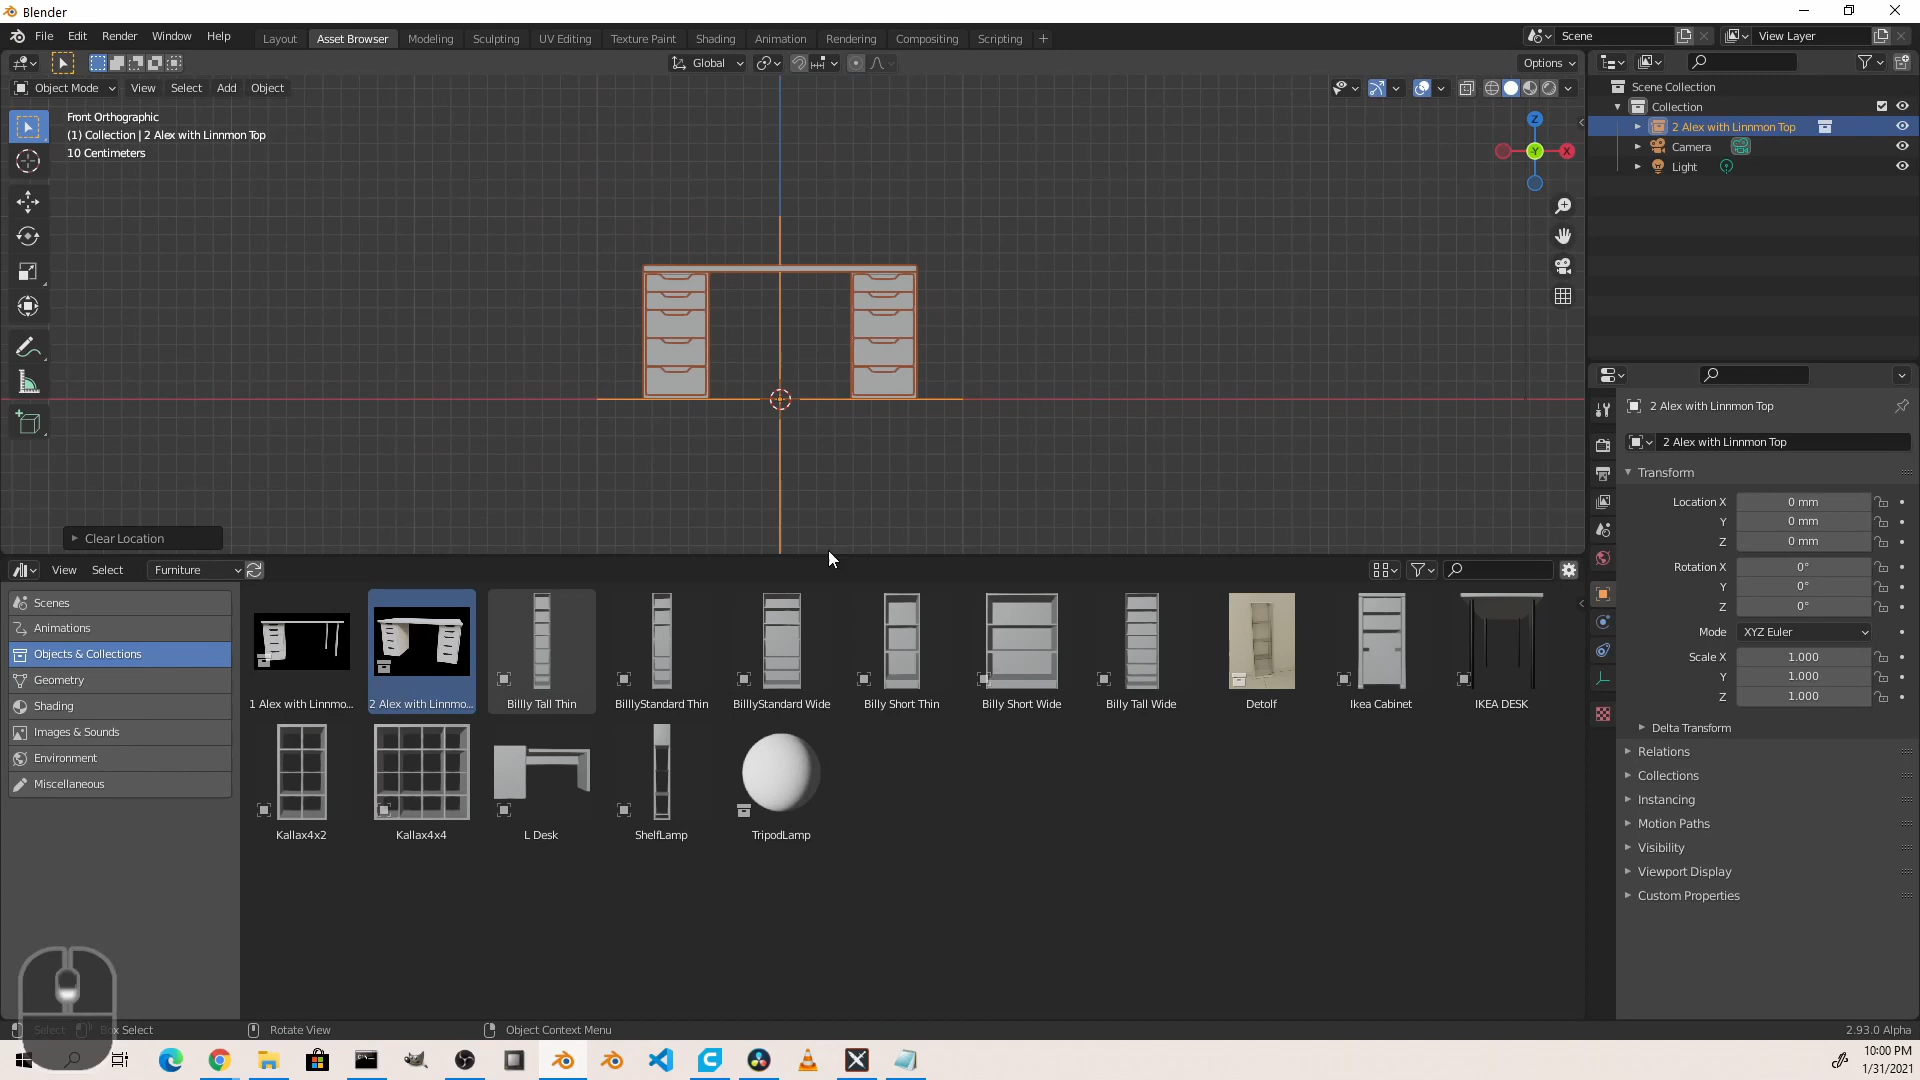 Blender
File Edit Render Window Help
Layout Asset Browser Modeling Sculpting UV Editing Texture Paint Shading Animation Rendering Compositing Scripting +
Scene
View Layer
Global
Options
Object Mode View Select Add Object
Front Orthographic
(1) Collection | 2 Alex with Linnmon Top
10 Centimeters
Z
Y
X
Scene Collection
Collection
2 Alex with Linnmon Top
Camera
Light
Clear Location
2 Alex with Linnmon Top
2 Alex with Linnmon Top
Transform
Location X 0 mm
Y 0 mm
Z 0 mm
Rotation X 0°
Y 0°
Z 0°
Mode XYZ Euler
Scale X 1.000
Y 1.000
Z 1.000
Delta Transform
Relations
Collections
Instancing
Motion Paths
Visibility
Viewport Display
Custom Properties
View Select Furniture
Scenes
Animations
Objects & Collections
Geometry
Shading
Images & Sounds
Environment
Miscellaneous
1 Alex with Linnmo... 2 Alex with Linnmo... Billly Tall Thin BilllyStandard Thin BilllyStandard Wide Billy Short Thin Billy Short Wide Billy Tall Wide Detolf Ikea Cabinet IKEA DESK
Kallax4x2 Kallax4x4 L Desk ShelfLamp TripodLamp
Select Box Select Rotate View Object Context Menu
2.93.0 Alpha
10:00 PM
1/31/2021